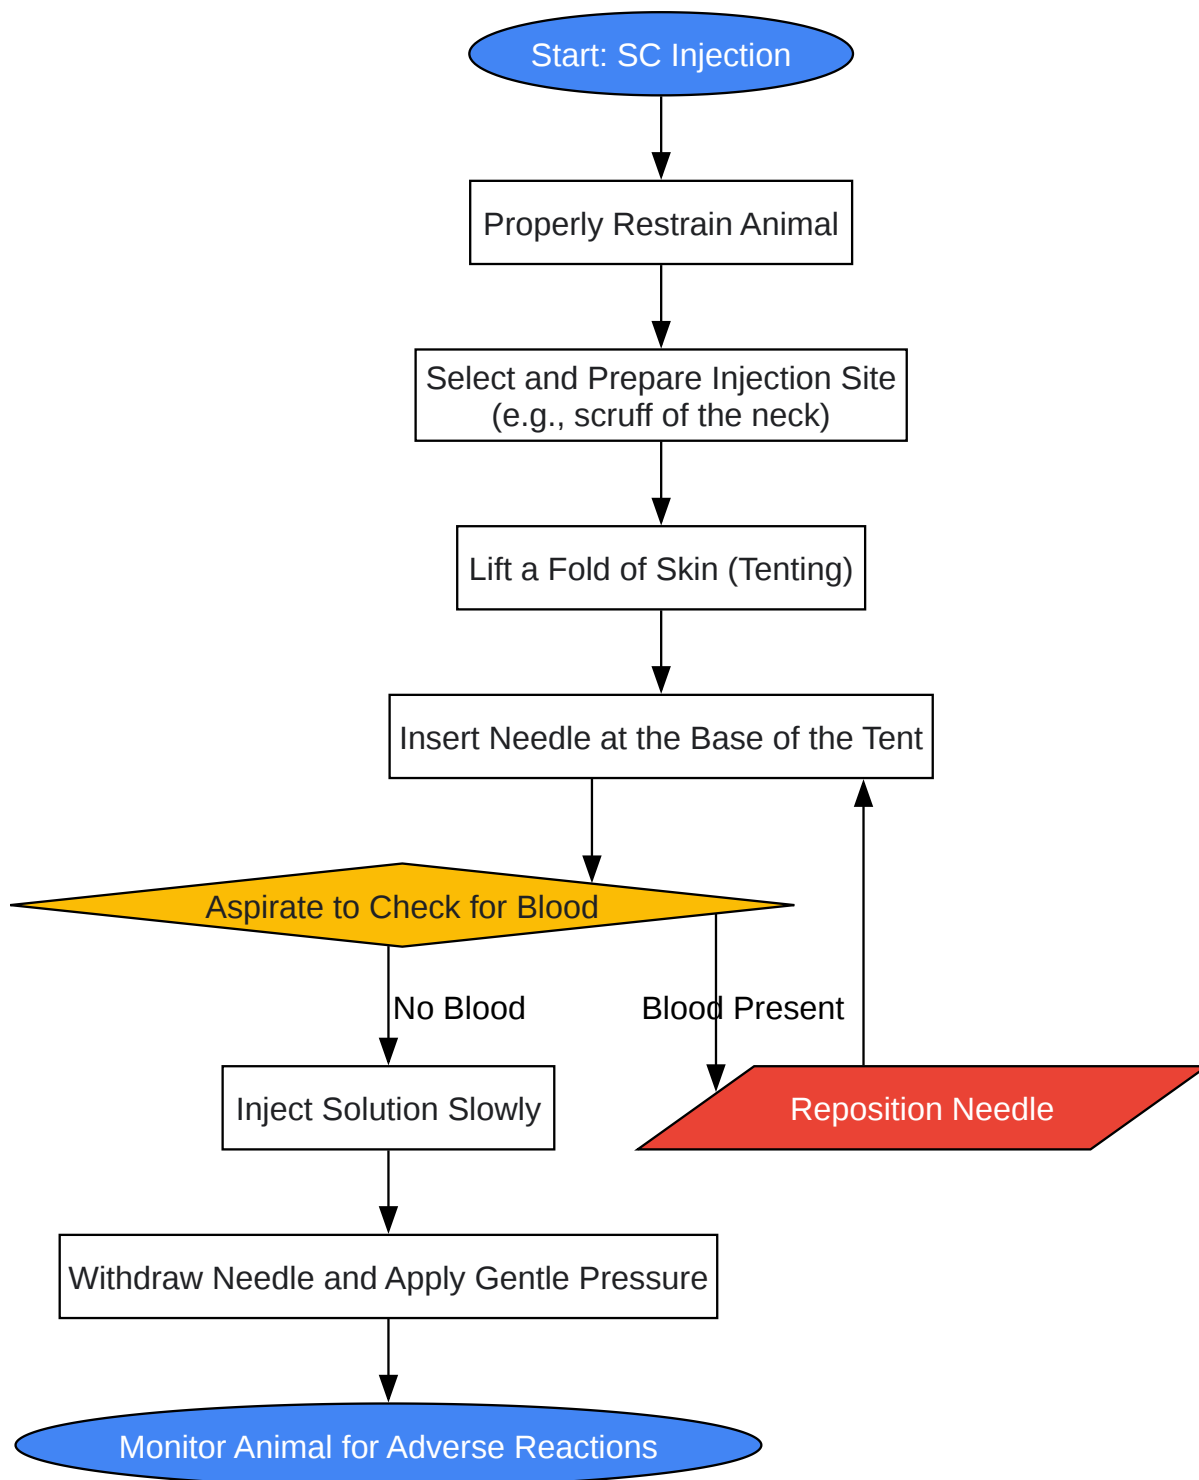 Start: SC Injection
Properly Restrain Animal
Select and Prepare Injection Site
(e.g., scruff of the neck)
Lift a Fold of Skin (Tenting)
Insert Needle at the Base of the Tent
Aspirate to Check for Blood
No Blood
Blood Present
Inject Solution Slowly
Reposition Needle
Withdraw Needle and Apply Gentle Pressure
Monitor Animal for Adverse Reactions